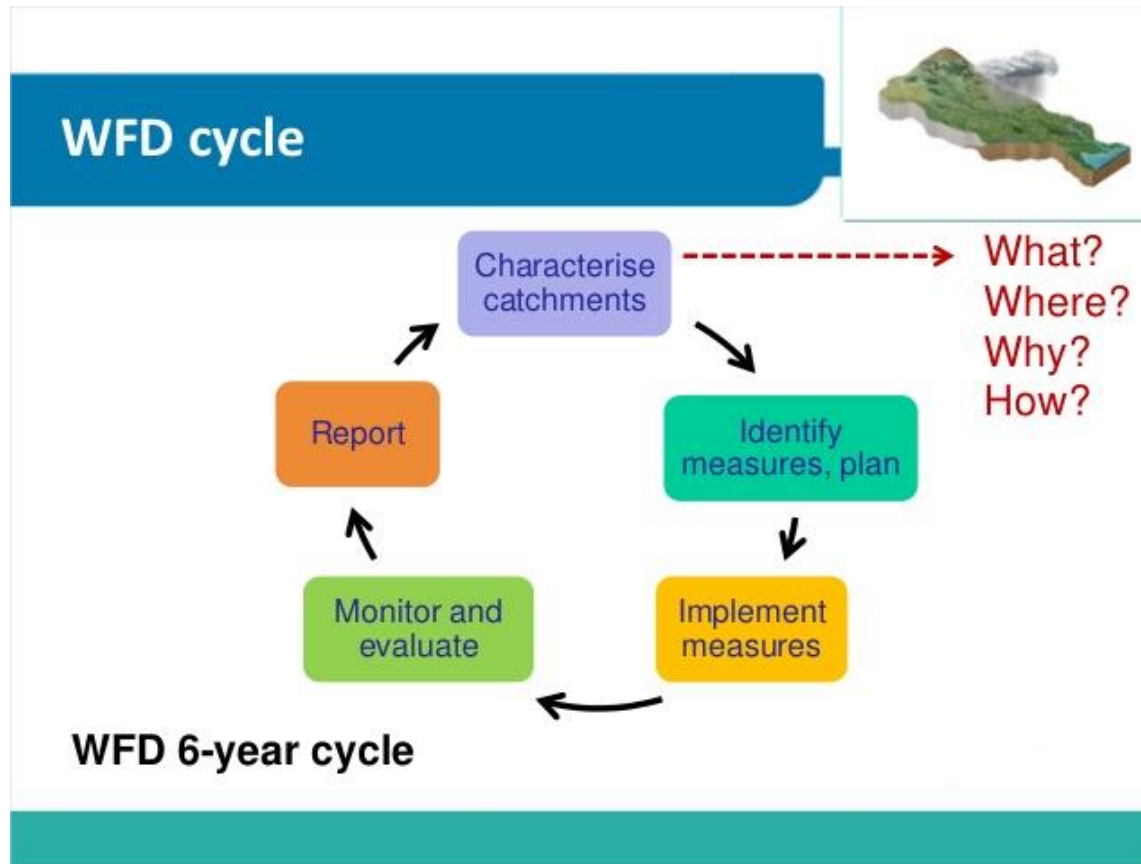 WFD cycle
Characterise
catchments
What?
Where?
Why?
How?
Identify
measures, plan
Implement
measures
Monitor and
evaluate
Report
WFD 6-year cycle